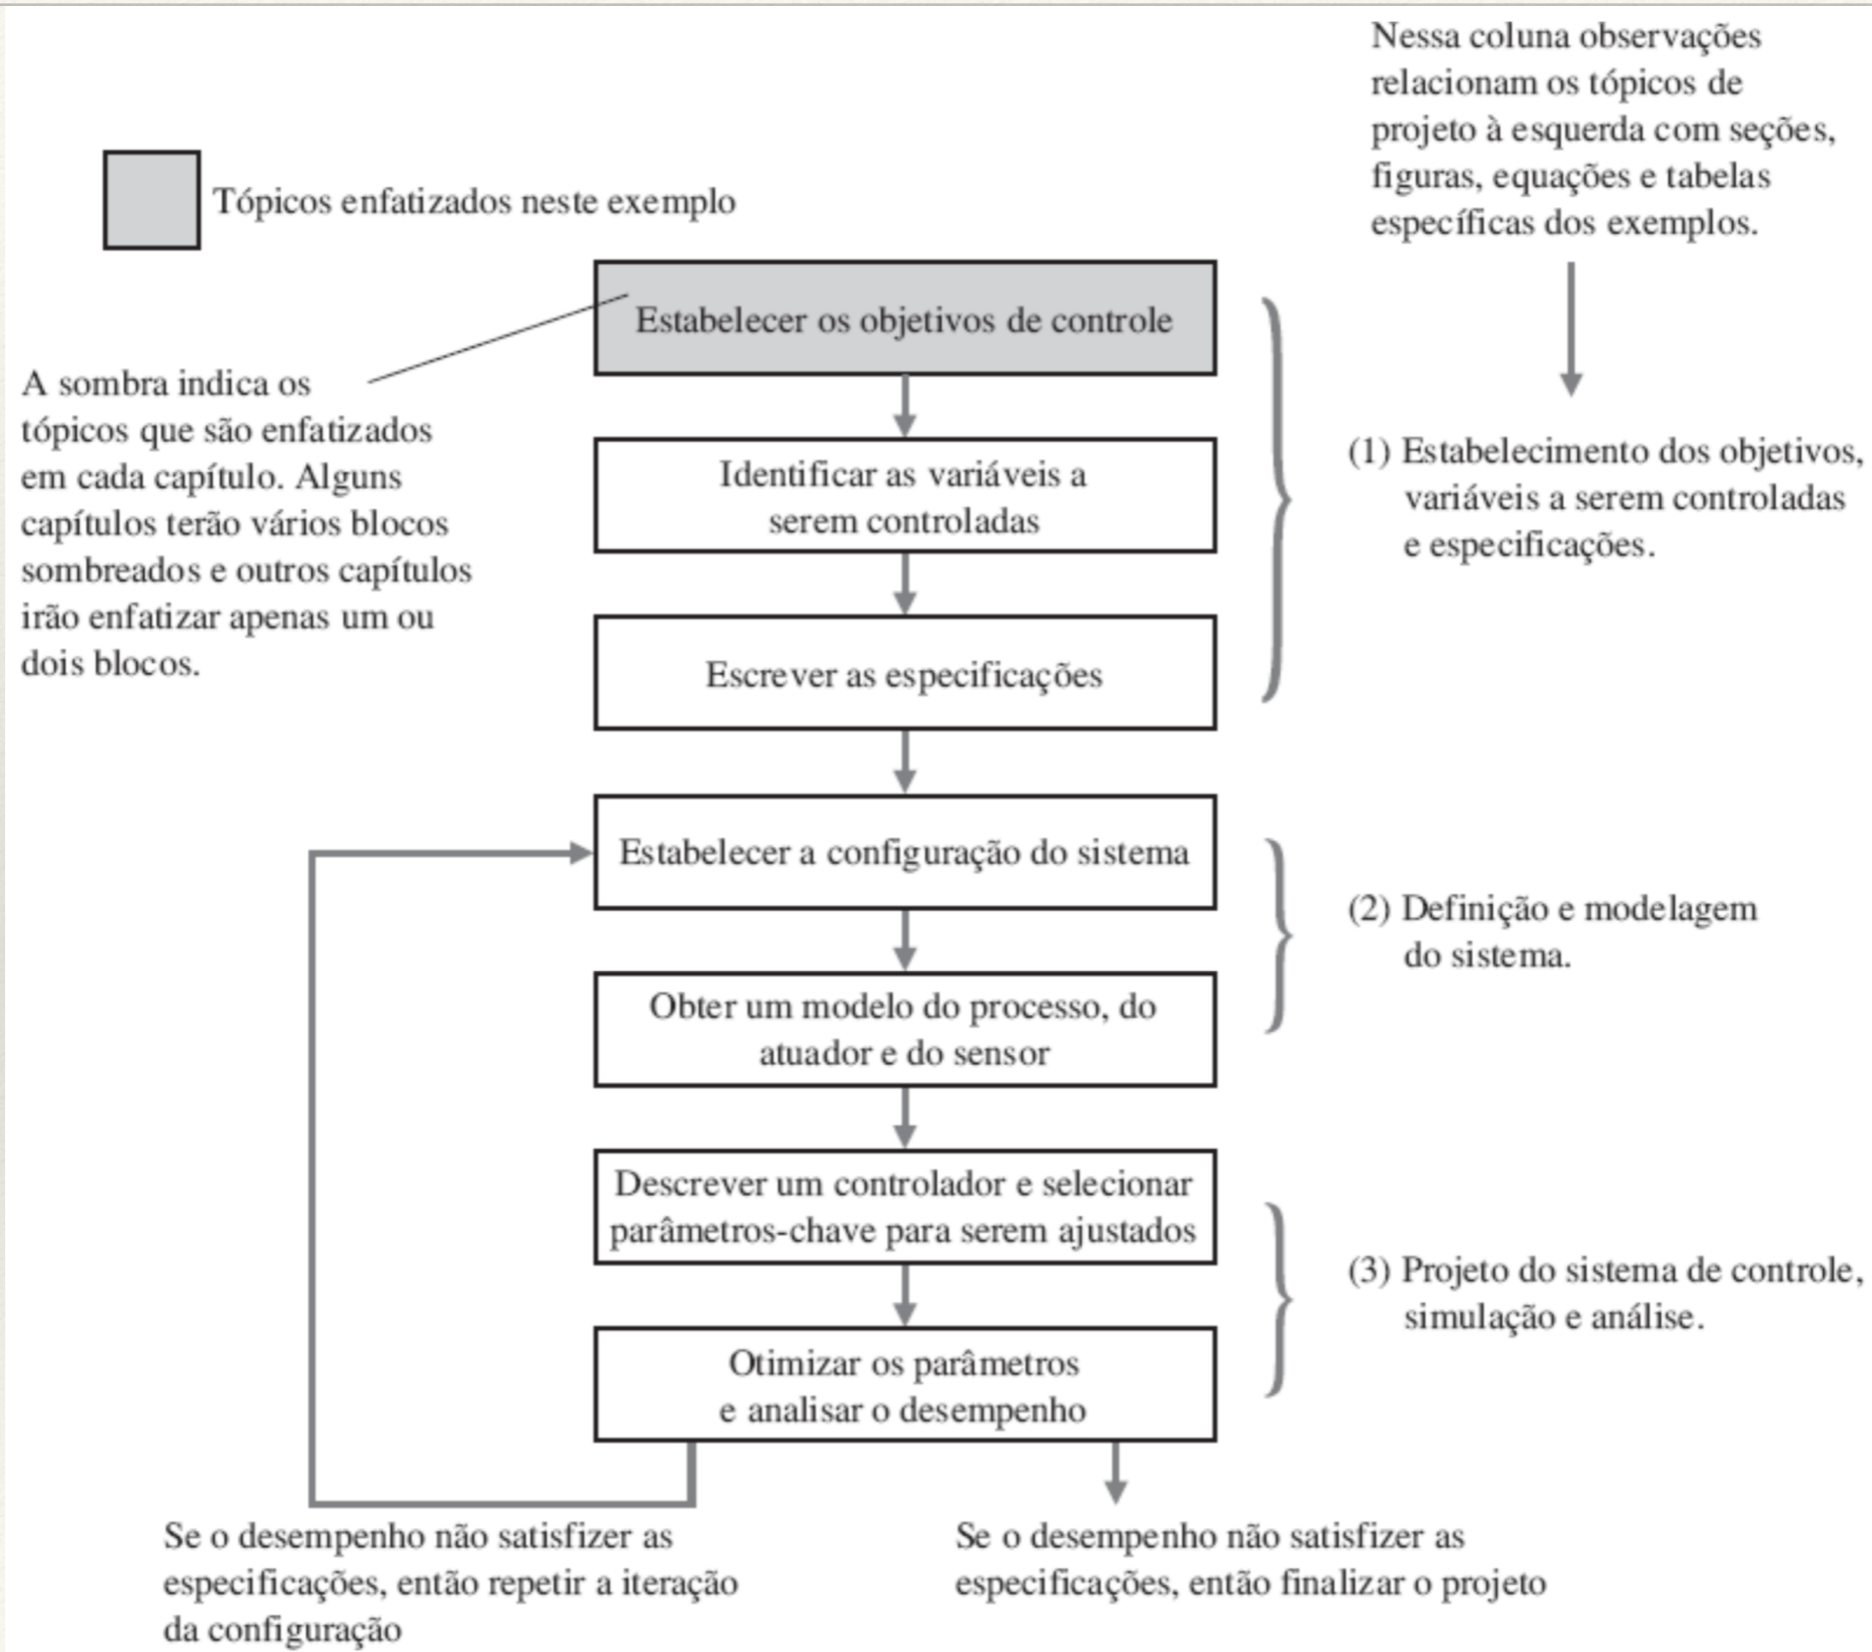 Nessa coluna observações
relacionam os tópicos de
projeto à esquerda com seções,
figuras, equações e tabelas
específicas dos exemplos.
Tópicos enfatizados neste exemplo
A sombra indica os
tópicos que são enfatizados
em cada capítulo. Alguns
capítulos terão vários blocos
sombreados e outros capítulos
irão enfatizar apenas um ou
dois blocos.
Estabelecer os objetivos de controle
Identificar as variáveis a
serem controladas
Escrever as especificações
(1) Estabelecimento dos objetivos,
variáveis a serem controladas
e especificações.
Estabelecer a configuração do sistema
Obter um modelo do processo, do
atuador e do sensor
(2) Definição e modelagem
do sistema.
Descrever um controlador e selecionar
parâmetros-chave para serem ajustados
Otimizar os parâmetros
e analisar o desempenho
(3) Projeto do sistema de controle,
simulação e análise.
Se o desempenho não satisfizer as
especificações, então repetir a iteração
da configuração
Se o desempenho não satisfizer as
especificações, então finalizar o projeto